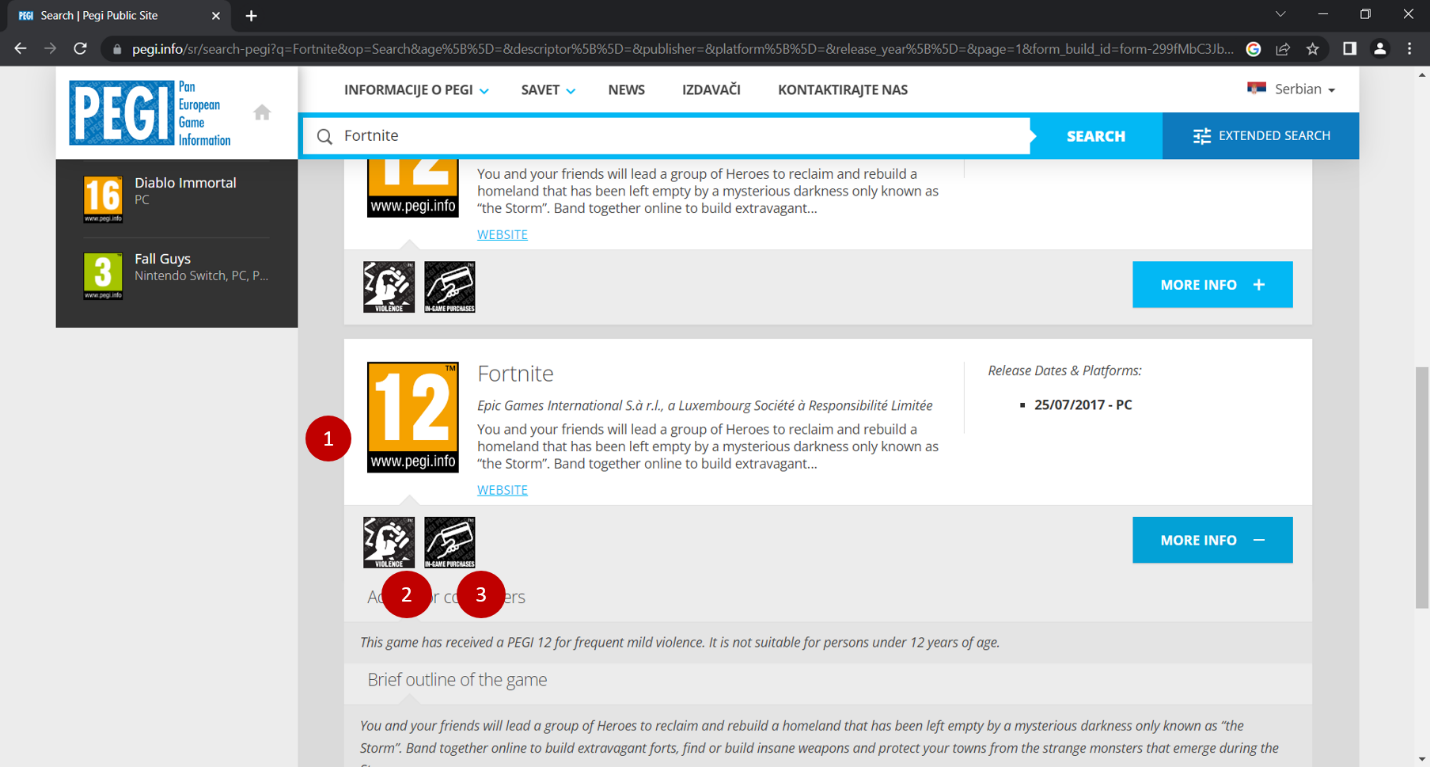 Search | Pegi Public Site
pegi.info/sr/search-pegi?q=Fortnite&op=Search&age%5B%5D=&descriptor%5B%5D=&publisher=&platform%5B%5D=&release_year%5B%5D=&page=1&form_build_id=form-299fMbC3Jb...
PEGI
Pan
European
Game
Information
INFORMACIJE O PEGI
SAVET
NEWS
IZDAVAČI
KONTAKTIRAJTE NAS
Serbian
Fortnite
SEARCH
EXTENDED SEARCH
16
www.pegi.info
Diablo Immortal
PC
3
www.pegi.info
Fall Guys
Nintendo Switch, PC, P...
12
www.pegi.info
You and your friends will lead a group of Heroes to reclaim and rebuild a
homeland that has been left empty by a mysterious darkness only known as
“the Storm”. Band together online to build extravagant...
WEBSITE
VIOLENCE
IN-GAME PURCHASES
MORE INFO +
1
12
TM
www.pegi.info
Fortnite
Epic Games International S.à r.l., a Luxembourg Société à Responsibilité Limitée
You and your friends will lead a group of Heroes to reclaim and rebuild a
homeland that has been left empty by a mysterious darkness only known as
“the Storm”. Band together online to build extravagant...
WEBSITE
Release Dates & Platforms:
▪ 25/07/2017 - PC
VIOLENCE
IN-GAME PURCHASES
MORE INFO −
2
3
This game has received a PEGI 12 for frequent mild violence. It is not suitable for persons under 12 years of age.
Brief outline of the game
You and your friends will lead a group of Heroes to reclaim and rebuild a homeland that has been left empty by a mysterious darkness only known as “the
Storm”. Band together online to build extravagant forts, find or build insane weapons and protect your towns from the strange monsters that emerge during the